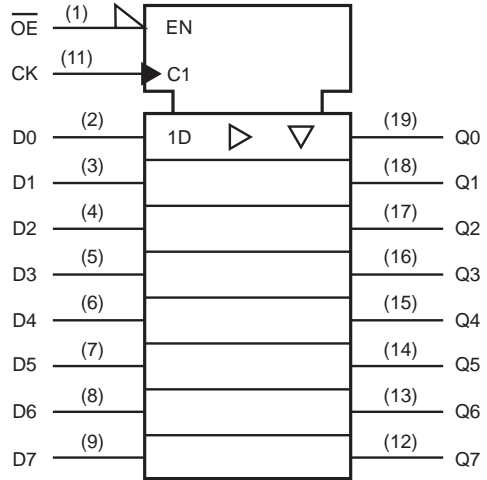 O̅E̅ (1) EN
CK (11) C1
D0 (2) 1D (19) Q0
D1 (3) (18) Q1
D2 (4) (17) Q2
D3 (5) (16) Q3
D4 (6) (15) Q4
D5 (7) (14) Q5
D6 (8) (13) Q6
D7 (9) (12) Q7